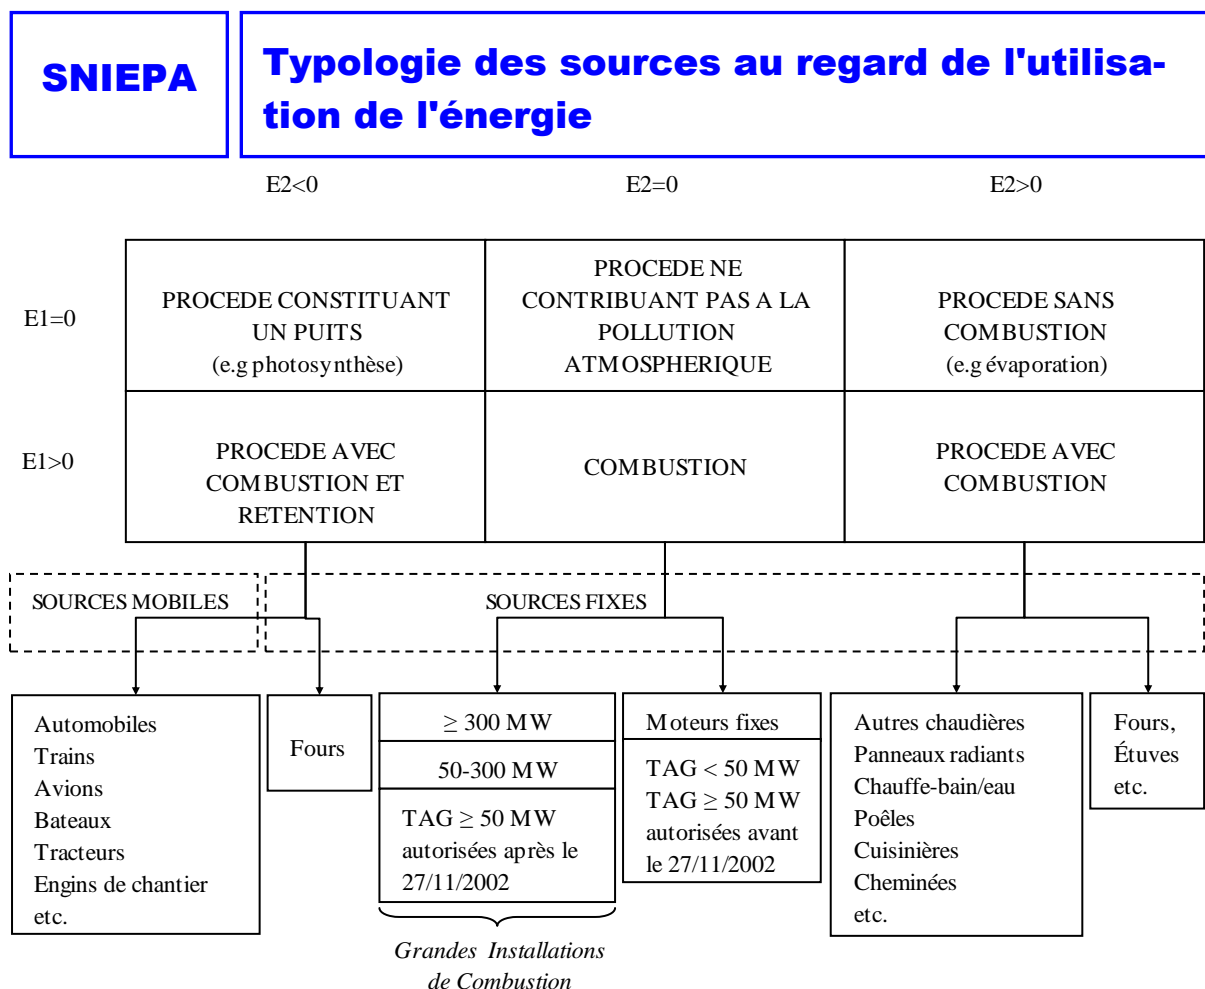 SNIEPA
Typologie des sources au regard de l'utilisa-
tion de l'énergie
E2<0
E2=0
E2>0
E1=0
PROCEDE CONSTITUANT
UN PUITS
(e.g photosynthèse)
PROCEDE NE
CONTRIBUANT PAS A LA
POLLUTION
ATMOSPHERIQUE
PROCEDE SANS
COMBUSTION
(e.g évaporation)
E1>0
PROCEDE AVEC
COMBUSTION ET
RETENTION
COMBUSTION
PROCEDE AVEC
COMBUSTION
SOURCES MOBILES
SOURCES FIXES
Automobiles
Trains
Avions
Bateaux
Tracteurs
Engins de chantier
etc.
Fours
≥ 300 MW
50-300 MW
TAG ≥ 50 MW
autorisées après le
27/11/2002
Grandes Installations
de Combustion
Moteurs fixes
TAG < 50 MW
TAG ≥ 50 MW
autorisées avant
le 27/11/2002
Autres chaudières
Panneaux radiants
Chauffe-bain/eau
Poêles
Cuisinières
Cheminées
etc.
Fours,
Étuves
etc.